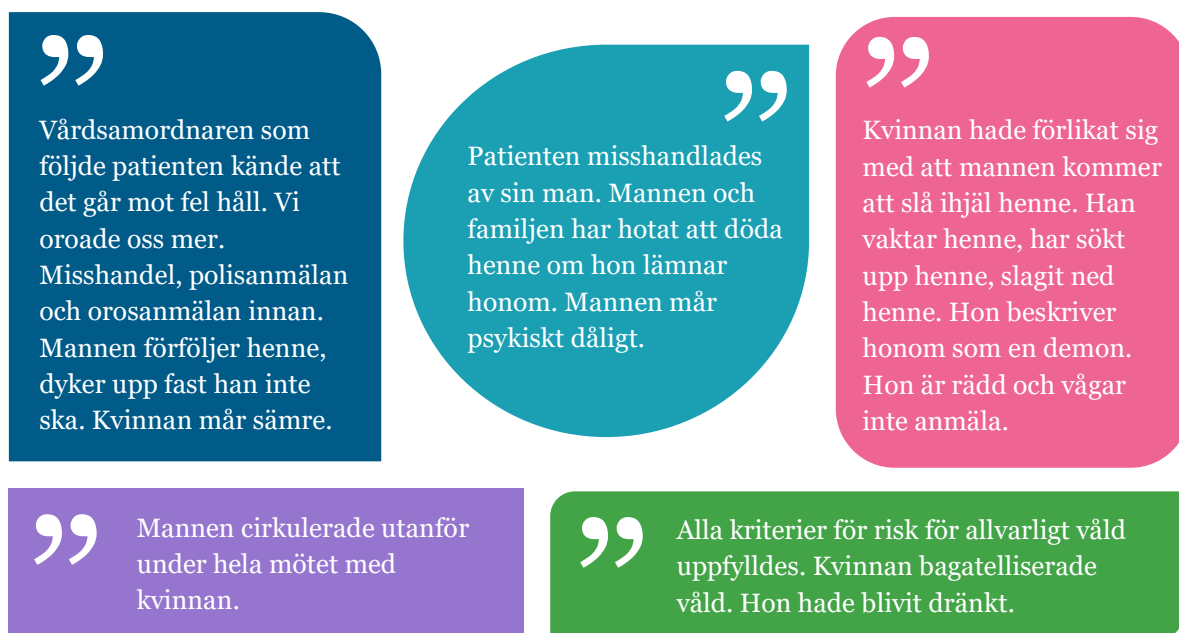 ”
Vårdsamordnaren som
följde patienten kände att
det går mot fel håll. Vi
oroade oss mer.
Misshandel, polisanmälan
och orosanmälan innan.
Mannen förföljer henne,
dyker upp fast han inte
ska. Kvinnan mår sämre.
”
Patienten misshandlades
av sin man. Mannen och
familjen har hotat att döda
henne om hon lämnar
honom. Mannen mår
psykiskt dåligt.
”
Kvinnan hade förlikat sig
med att mannen kommer
att slå ihjäl henne. Han
vaktar henne, har sökt
upp henne, slagit ned
henne. Hon beskriver
honom som en demon.
Hon är rädd och vågar
inte anmäla.
”
Mannen cirkulerade utanför
under hela mötet med
kvinnan.
”
Alla kriterier för risk för allvarligt våld
uppfylldes. Kvinnan bagatelliserade
våld. Hon hade blivit dränkt.